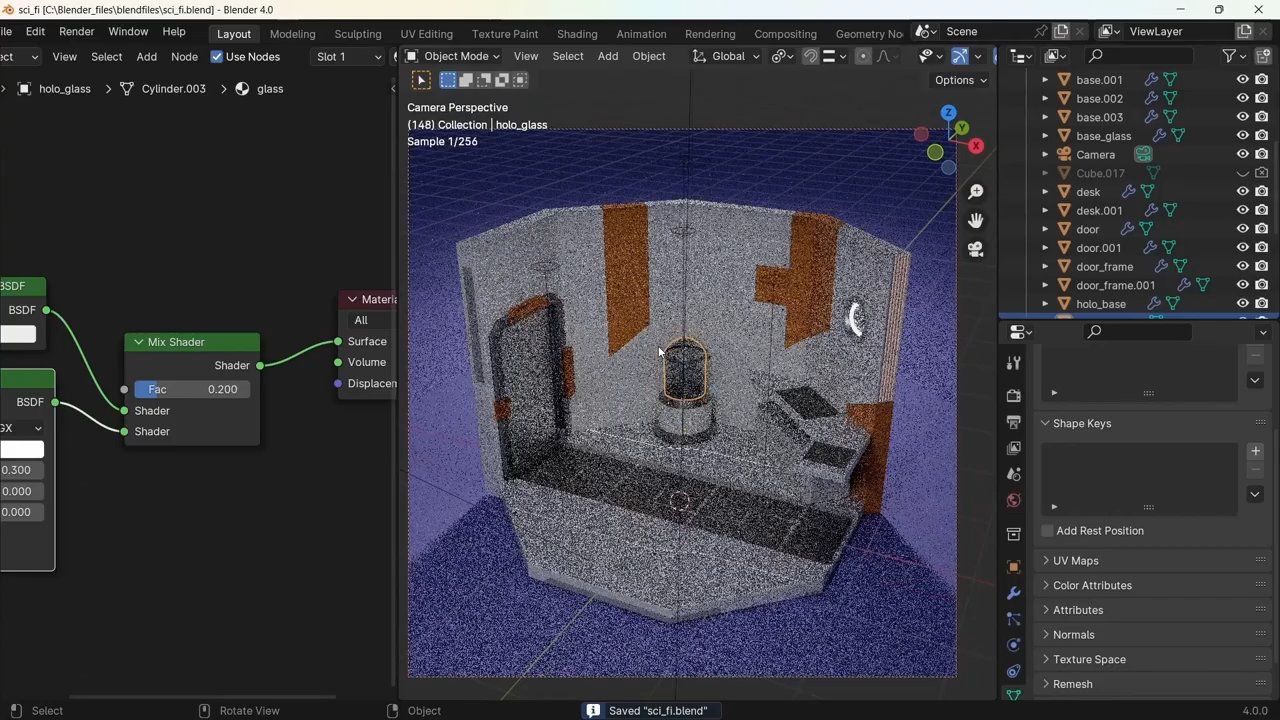 sci_fi [C:\Blender_files\blendfiles\sci_fi.blend] - Blender 4.0
ile Edit Render Window Help Layout Modeling Sculpting UV Editing Texture Paint Shading Animation Rendering Compositing Geometry No Scene ViewLayer
ect View Select Add Node Use Nodes Slot 1 Object Mode View Select Add Object Global
Options
holo_glass Cylinder.003 glass
Camera Perspective
(148) Collection | holo_glass
Sample 1/256
Z
Y
X
BSDF
BSDF
Mix Shader
Shader
Fac 0.200
Shader
Shader
Materia
All
Surface
Volume
Displacem
BSDF
GX
0.300
0.000
0.000
base.001
base.002
base.003
base_glass
Camera
Cube.017
desk
desk.001
door
door.001
door_frame
door_frame.001
holo_base
Shape Keys
Add Rest Position
UV Maps
Color Attributes
Attributes
Normals
Texture Space
Remesh
Select Rotate View Object Saved "sci_fi.blend" 4.0.0